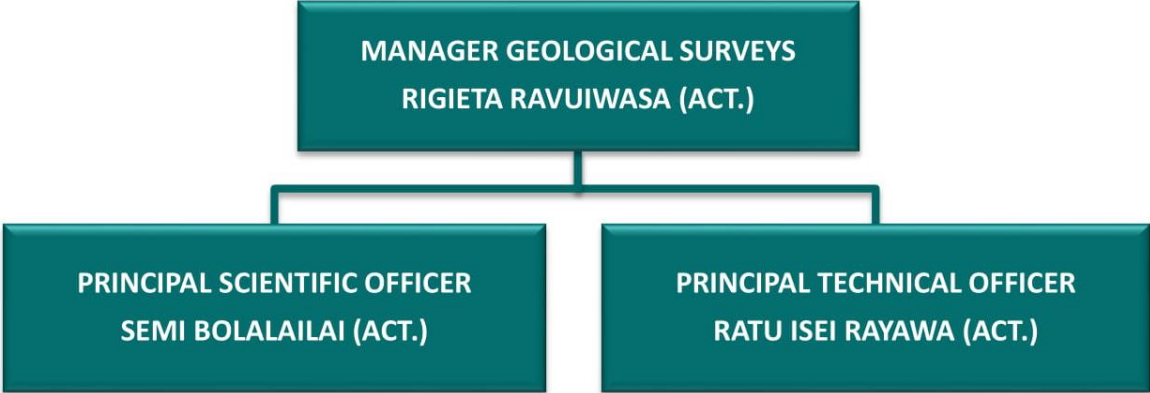 MANAGER GEOLOGICAL SURVEYS
RIGIETA RAVUIWASA (ACT.)
PRINCIPAL SCIENTIFIC OFFICER
SEMI BOLALAILAI (ACT.)
PRINCIPAL TECHNICAL OFFICER
RATU ISEI RAYAWA (ACT.)